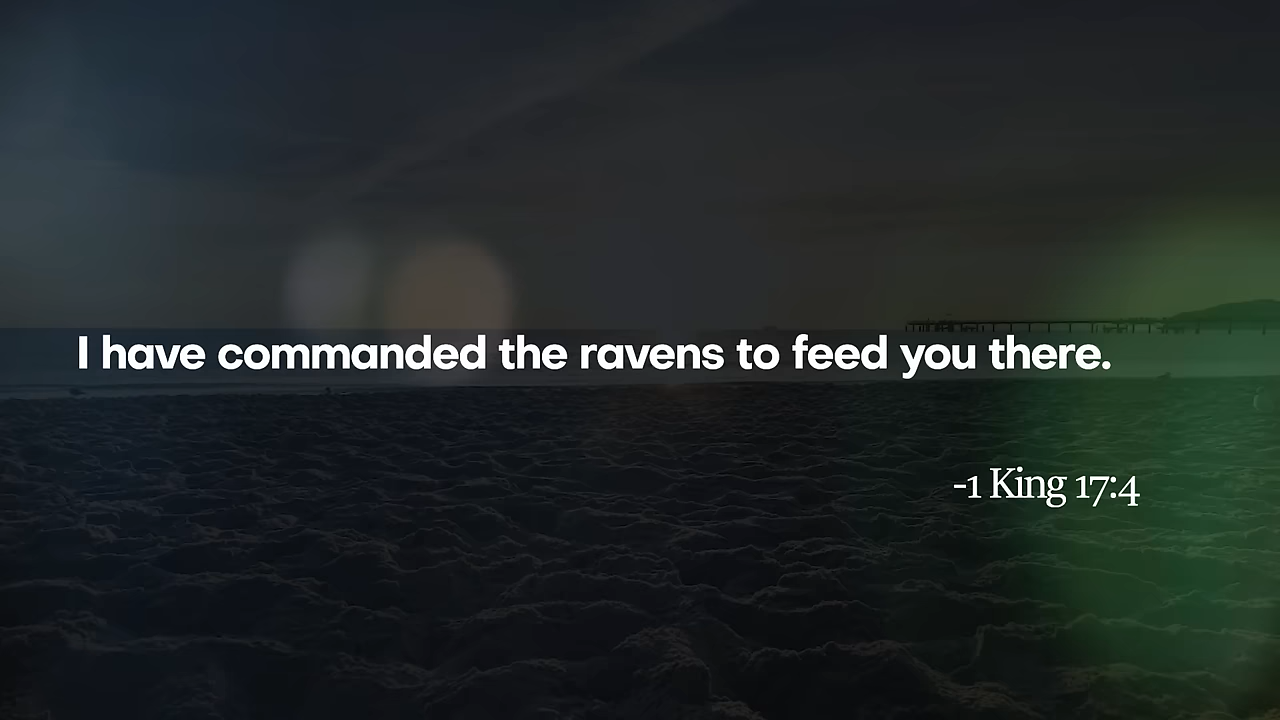 I have commanded the ravens to feed you there.
-1 King 17:4